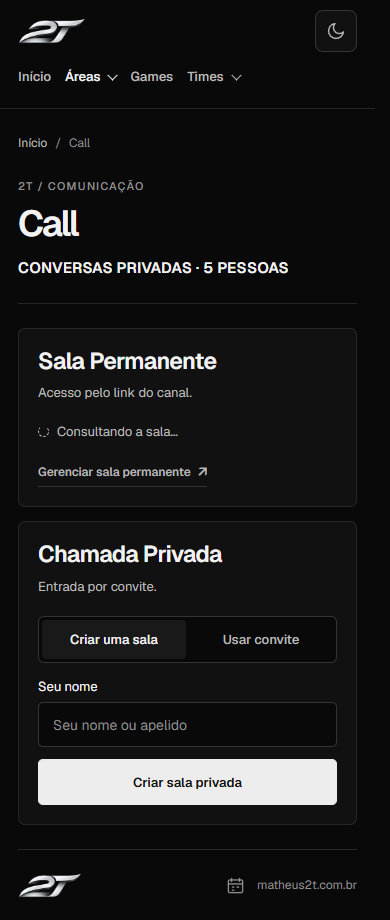 2T
Início Áreas Games Times
Início / Call
2T / COMUNICAÇÃO
Call
CONVERSAS PRIVADAS · 5 PESSOAS
Sala Permanente
Acesso pelo link do canal.
Consultando a sala...
Gerenciar sala permanente
Chamada Privada
Entrada por convite.
Criar uma sala Usar convite
Seu nome
Seu nome ou apelido
Criar sala privada
2T matheus2t.com.br